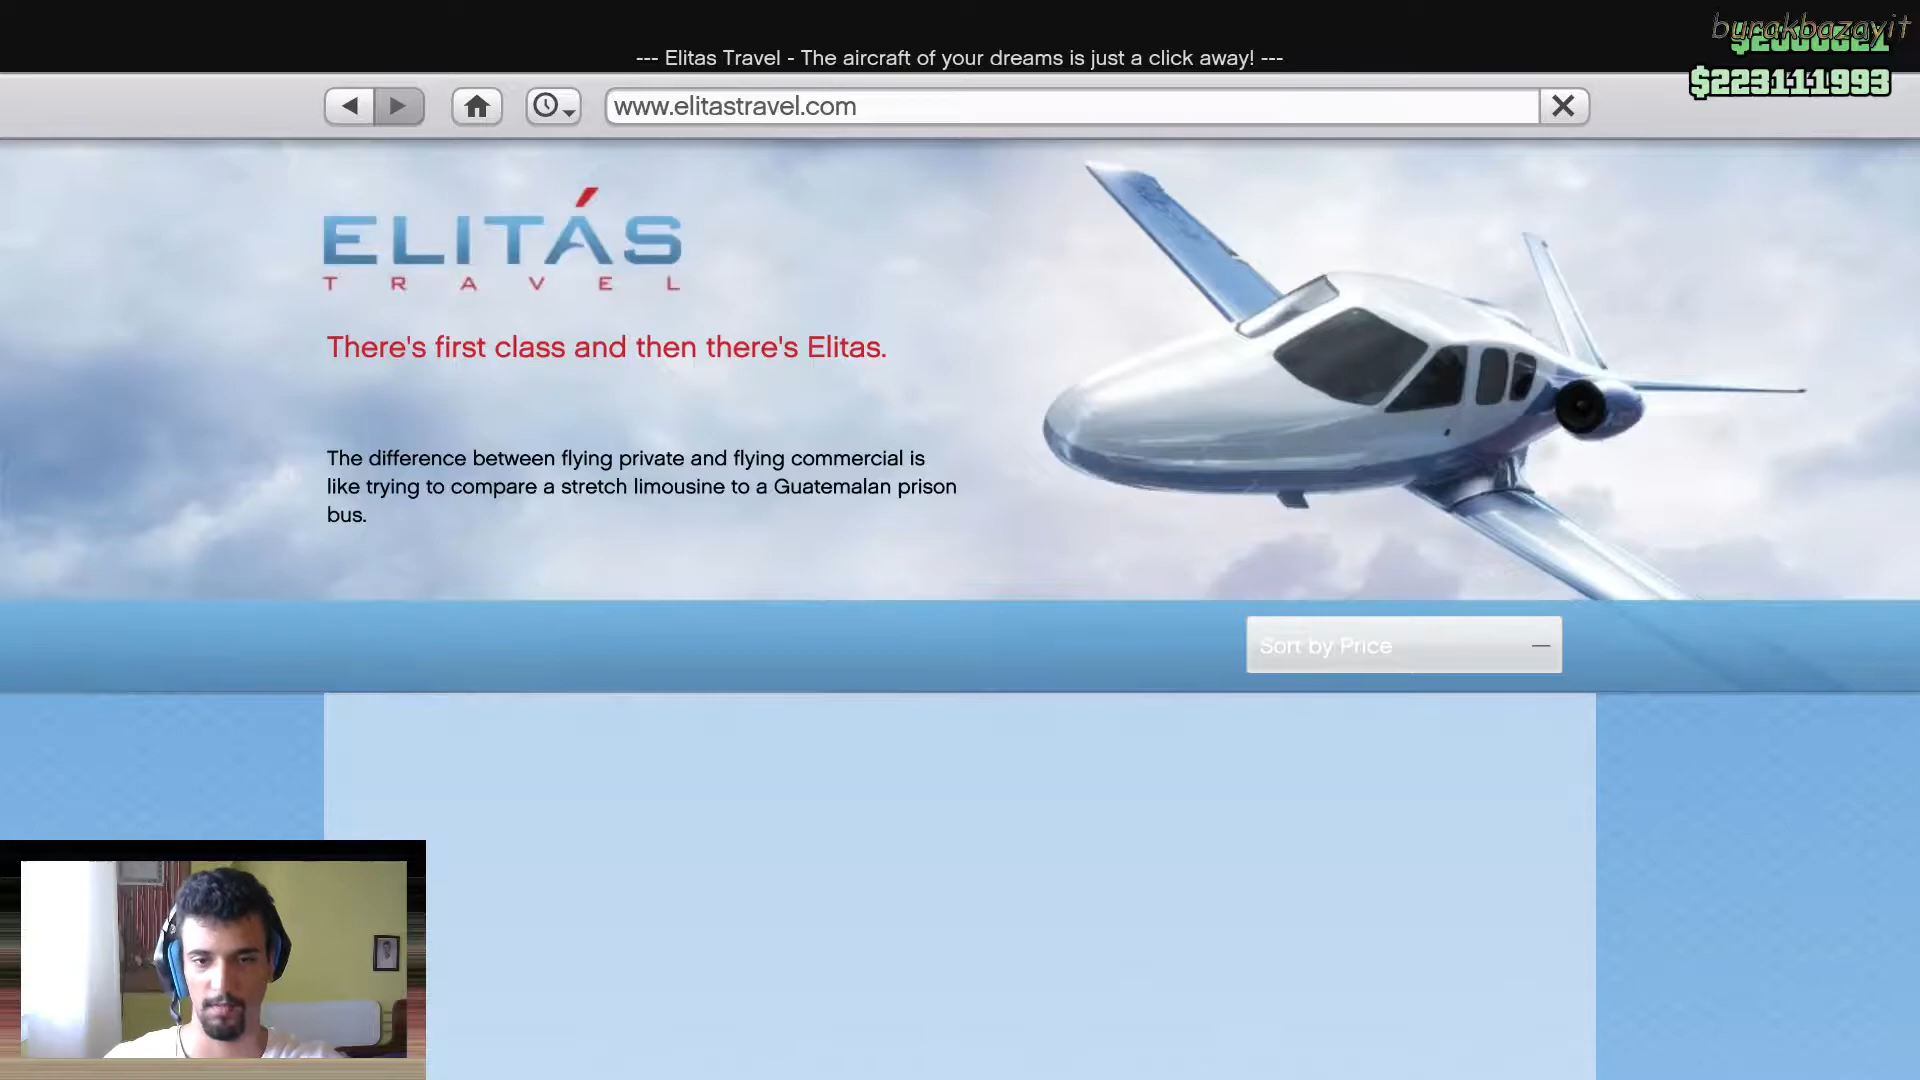 burakbazayit
--- Elitas Travel - The aircraft of your dreams is just a click away! ---
$223111993
www.elitastravel.com
ELITÁS
TRAVEL
There's first class and then there's Elitas.
The difference between flying private and flying commercial is
like trying to compare a stretch limousine to a Guatemalan prison
bus.
Sort by Price